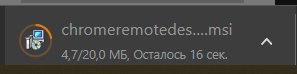 chromeremotedes....msi
4,7/20,0 МБ, Осталось 16 сек.